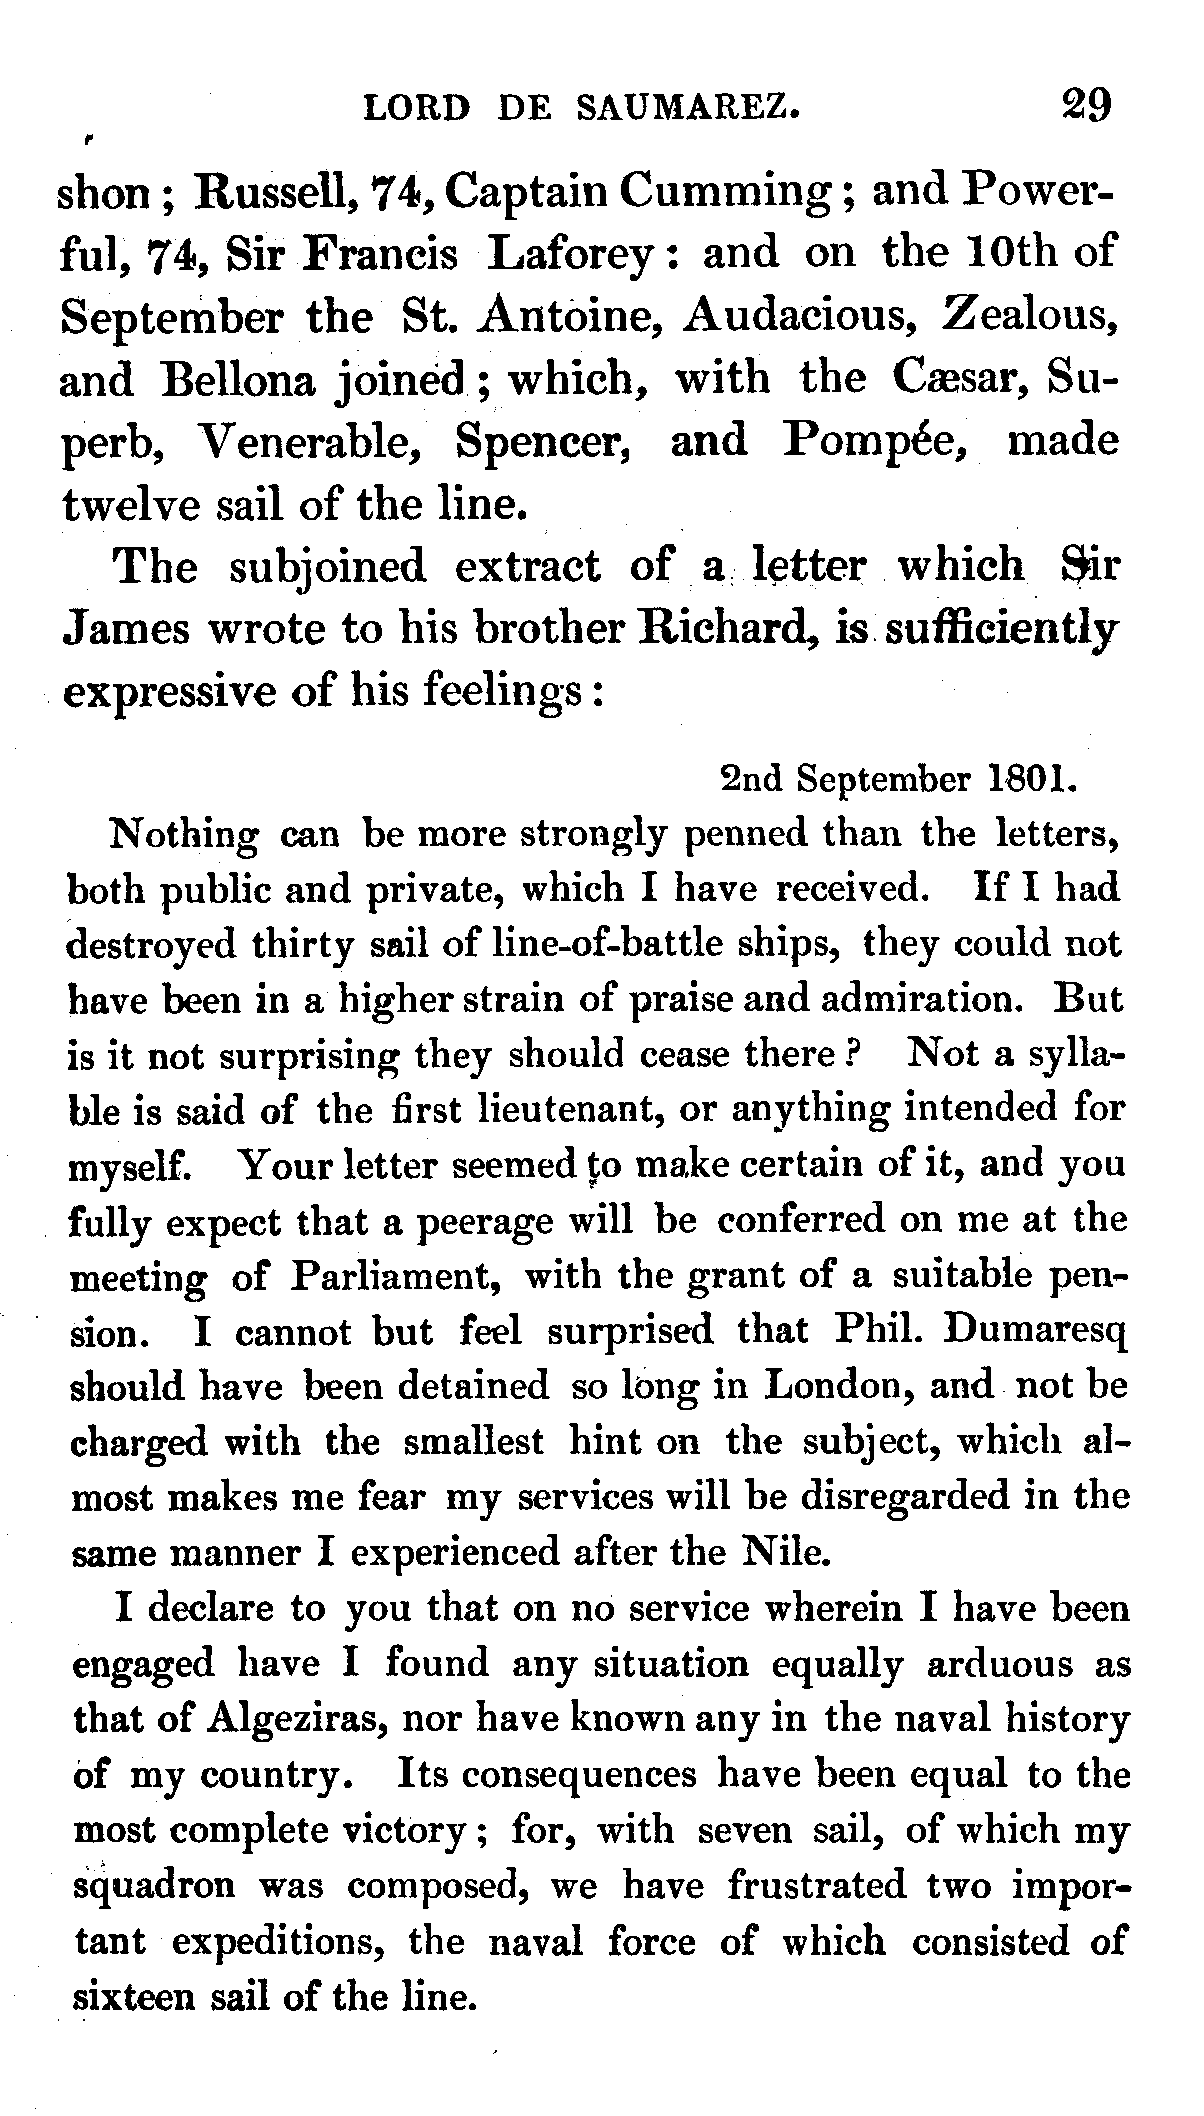 LORD DE SAUMAREZ. 29
shon ; Russell, 74, Captain Cumming ; and Power-
ful, 74, Sir Francis Laforey : and on the 10th of
September the St. Antoine, Audacious, Zealous,
and Bellona joined ; which, with the Cæsar, Su-
perb, Venerable, Spencer, and Pompée, made
twelve sail of the line.
The subjoined extract of a letter which Sir
James wrote to his brother Richard, is sufficiently
expressive of his feelings :
2nd September 1801.
Nothing can be more strongly penned than the letters,
both public and private, which I have received. If I had
destroyed thirty sail of line-of-battle ships, they could not
have been in a higher strain of praise and admiration. But
is it not surprising they should cease there ? Not a sylla-
ble is said of the first lieutenant, or anything intended for
myself. Your letter seemed to make certain of it, and you
fully expect that a peerage will be conferred on me at the
meeting of Parliament, with the grant of a suitable pen-
sion. I cannot but feel surprised that Phil. Dumaresq
should have been detained so long in London, and not be
charged with the smallest hint on the subject, which al-
most makes me fear my services will be disregarded in the
same manner I experienced after the Nile.
I declare to you that on no service wherein I have been
engaged have I found any situation equally arduous as
that of Algeziras, nor have known any in the naval history
of my country. Its consequences have been equal to the
most complete victory ; for, with seven sail, of which my
squadron was composed, we have frustrated two impor-
tant expeditions, the naval force of which consisted of
sixteen sail of the line.